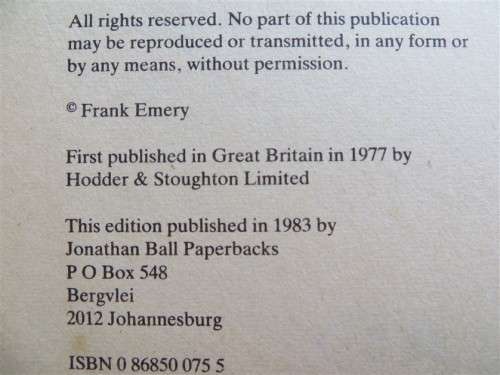 All rights reserved. No part of this publication
may be reproduced or transmitted, in any form or
by any means, without permission.
© Frank Emery
First published in Great Britain in 1977 by
Hodder & Stoughton Limited
This edition published in 1983 by
Jonathan Ball Paperbacks
P O Box 548
Bergvlei
2012 Johannesburg
ISBN 0 86850 075 5